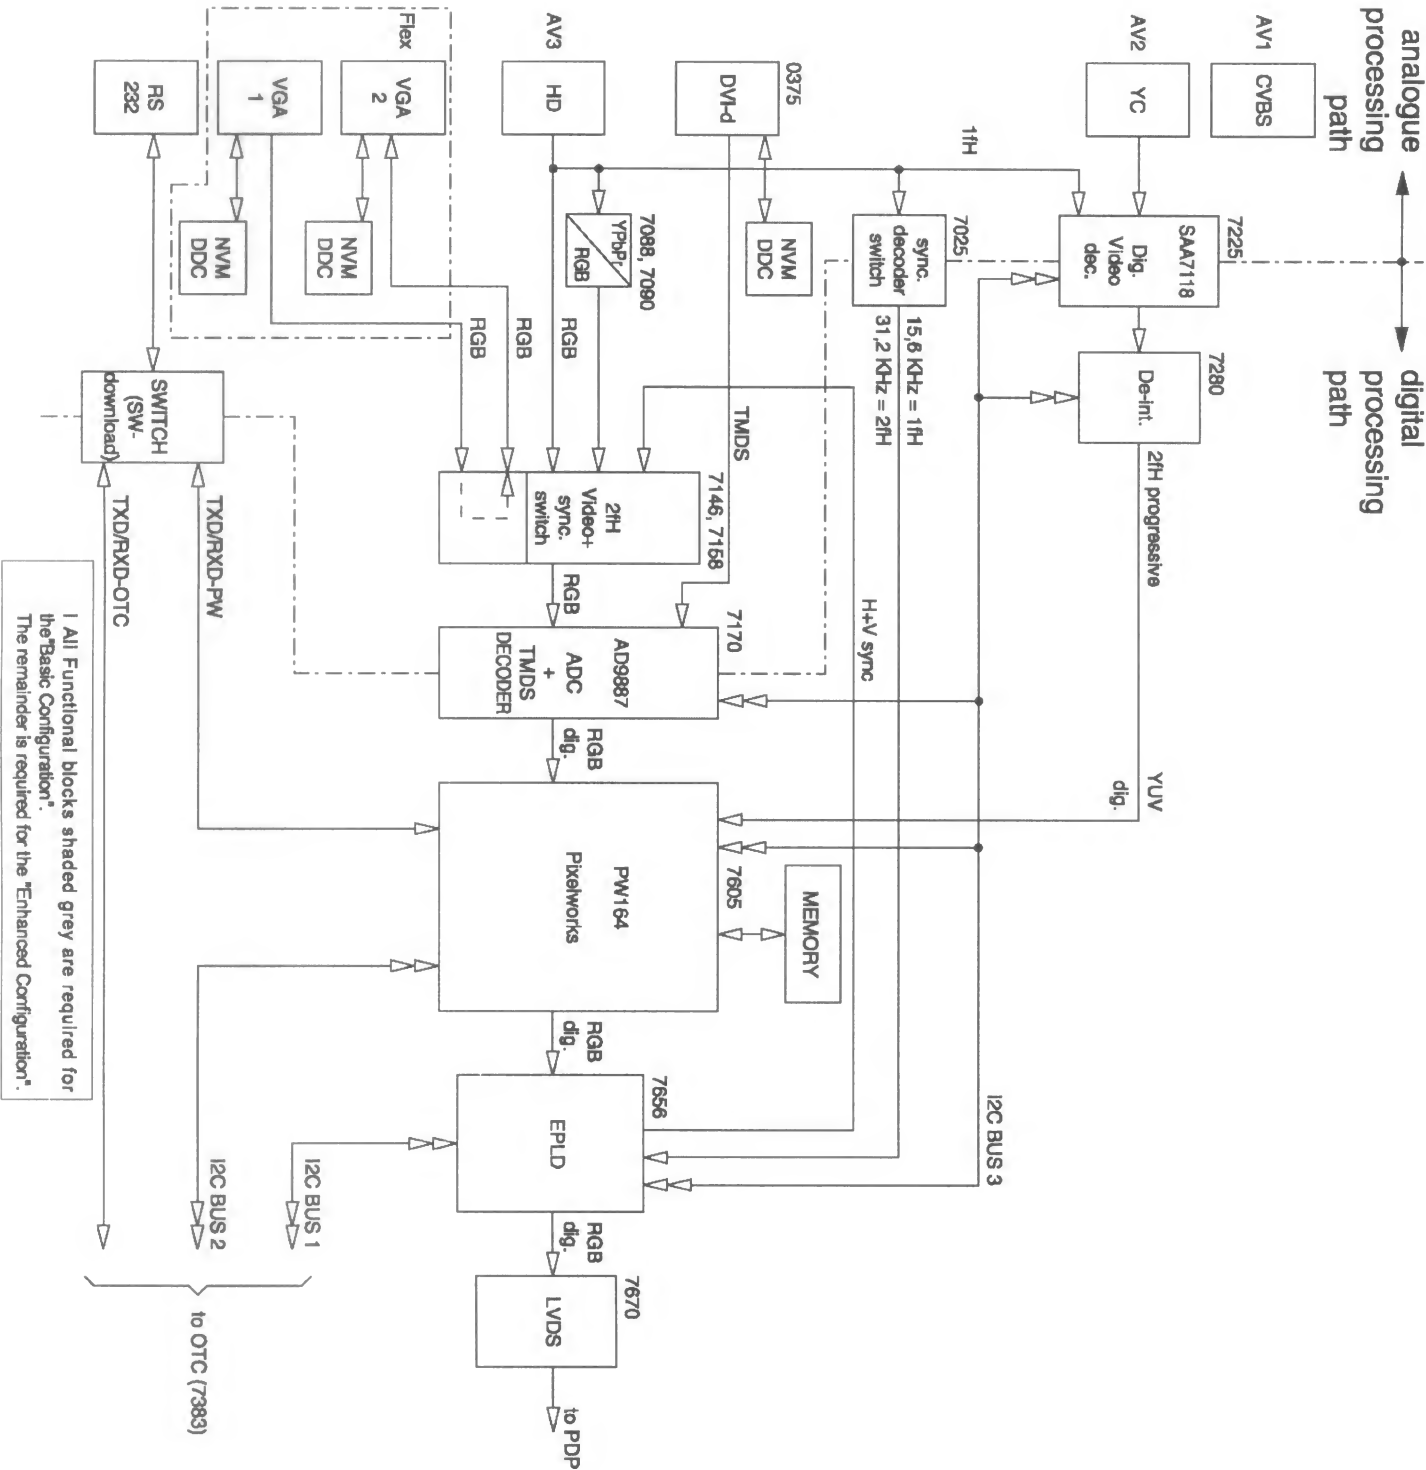 analogue
processing
path
digital
processing
path
AV1
CVBS
AV2
YC
1fH
7225
SAA7118
Dig.
Video
dec.
7280
De-int.
2fH progressive
YUV
dig.
7025
sync.
decoder
switch
15,6 KHz = 1fH
31,2 KHz = 2fH
0375
DVI-d
NVM
DDC
TMDS
H+V sync
I2C BUS 3
AV3
HD
7088, 7090
YPbPr
RGB
RGB
RGB
RGB
7146, 7158
2fH
Video+
sync.
switch
RGB
7170
AD9887
ADC
+
TMDS
DECODER
RGB
dig.
7605
PW164
Pixelworks
MEMORY
RGB
dig.
7656
EPLD
RGB
dig.
7670
LVDS
to PDP
Flex
VGA
2
NVM
DDC
VGA
1
NVM
DDC
RS
232
SWITCH
(SW-
download)
TXD/RXD-PW
TXD/RXD-OTC
I2C BUS 1
I2C BUS 2
to OTC (7383)
I All Functional blocks shaded grey are required for
the"Basic Configuration".
The remainder is required for the "Enhanced Configuration".